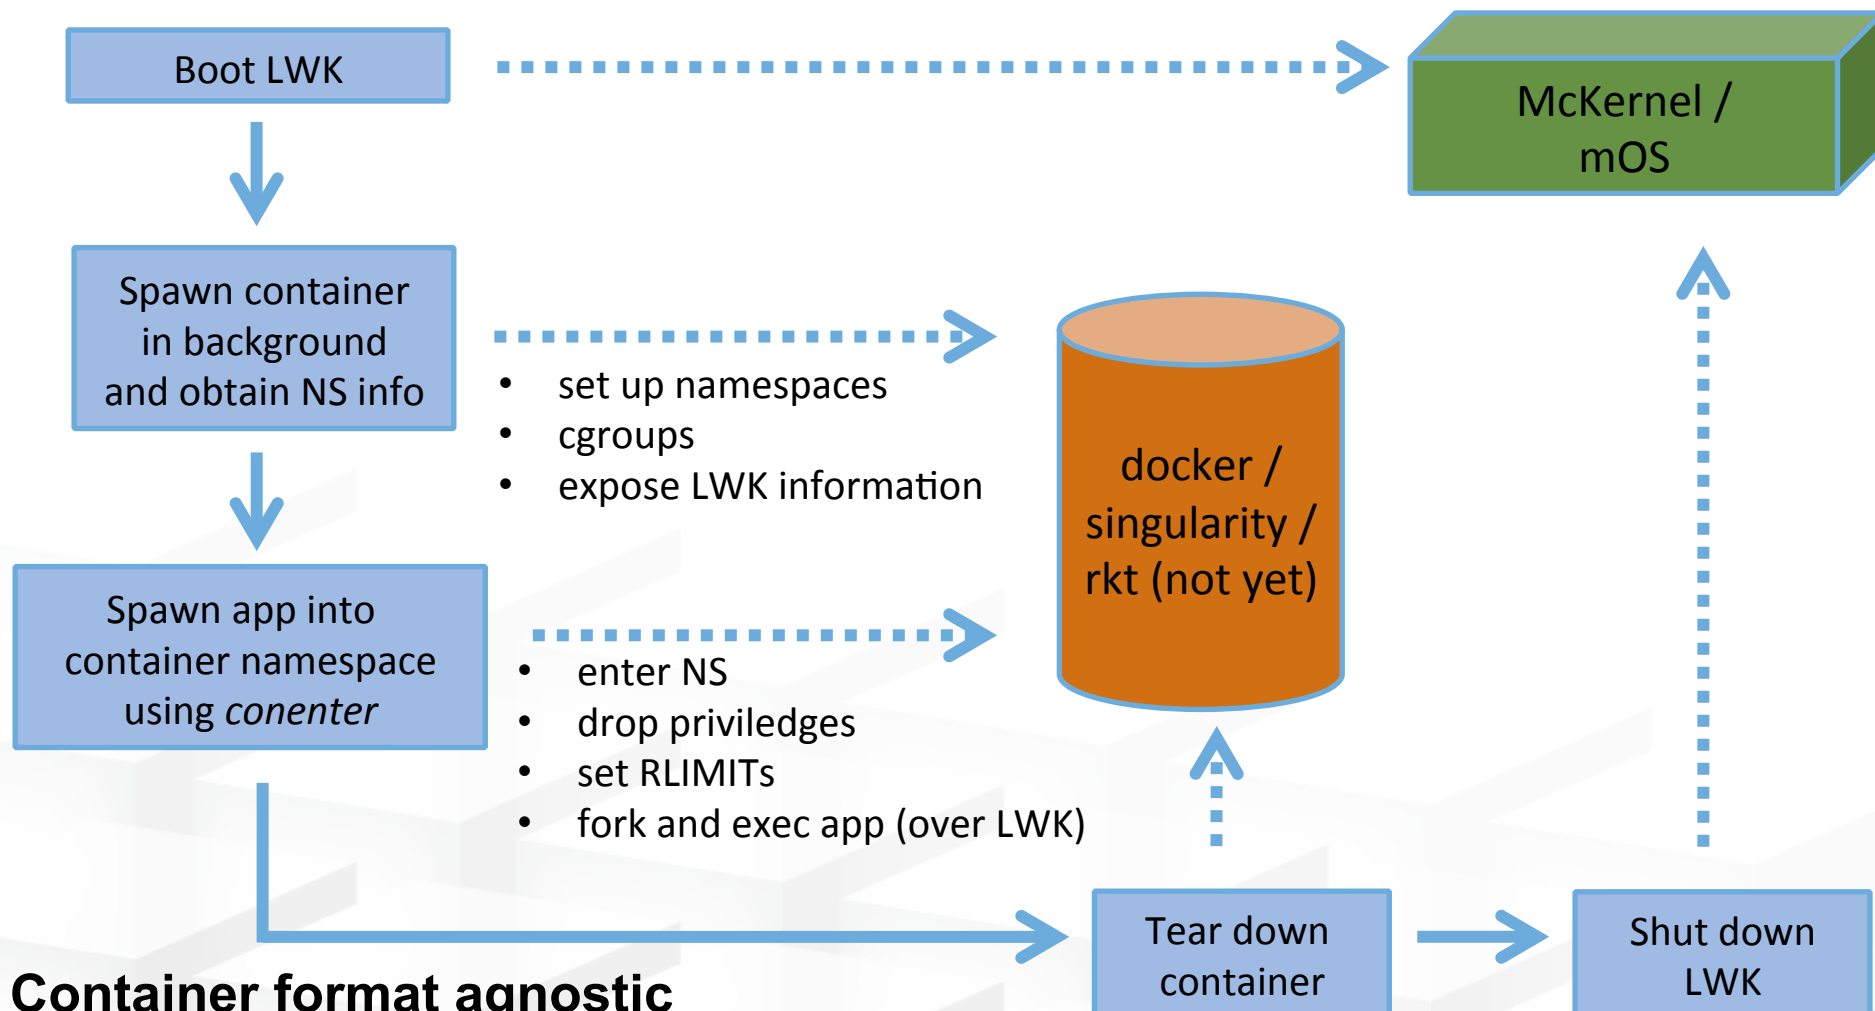 Boot LWK
McKernel /
mOS
Spawn container
in background
and obtain NS info
• set up namespaces
• cgroups
• expose LWK information
docker /
singularity /
rkt (not yet)
Spawn app into
container namespace
using conenter
• enter NS
• drop priviledges
• set RLIMITs
• fork and exec app (over LWK)
Tear down
container
Shut down
LWK
Container format agnostic